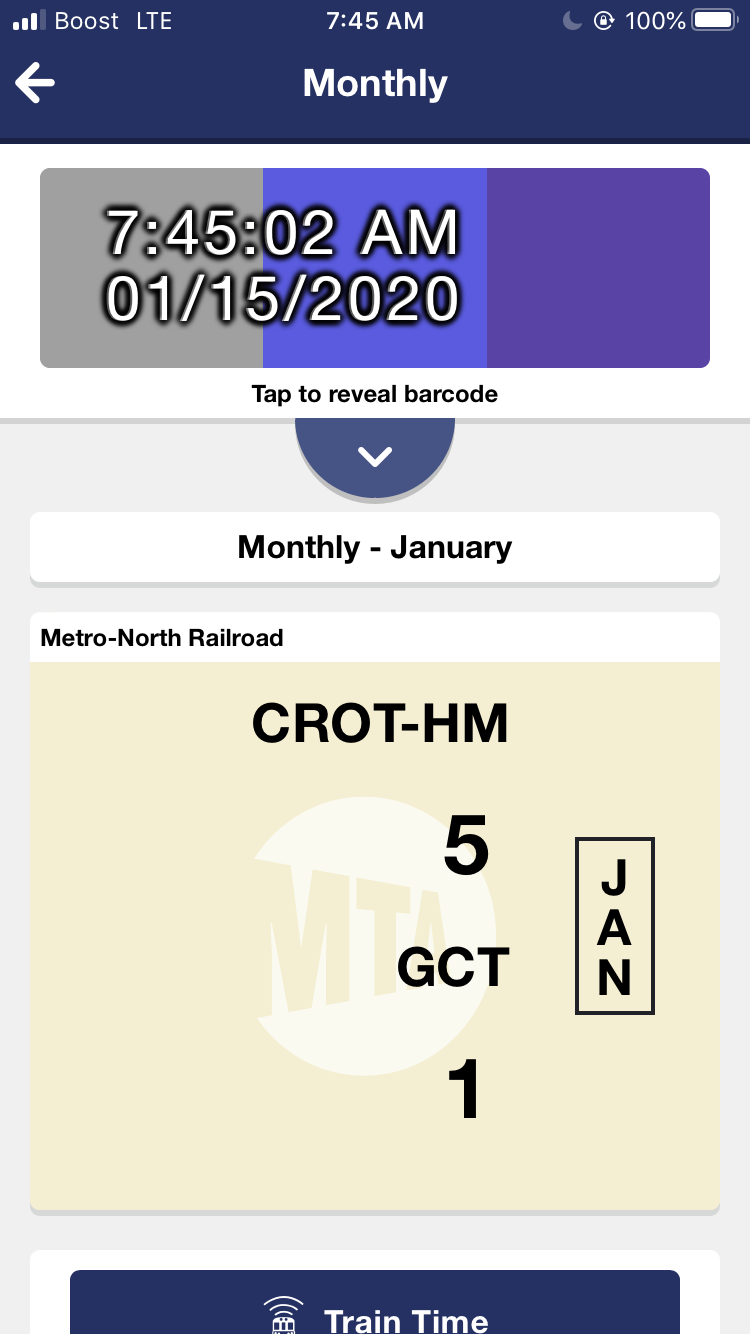 Boost LTE 7:45 AM 100%
Monthly
7:45:02 AM
01/15/2020
Tap to reveal barcode
Monthly - January
Metro-North Railroad
CROT-HM
5
MTA
GCT
1
J
A
N
Train Time